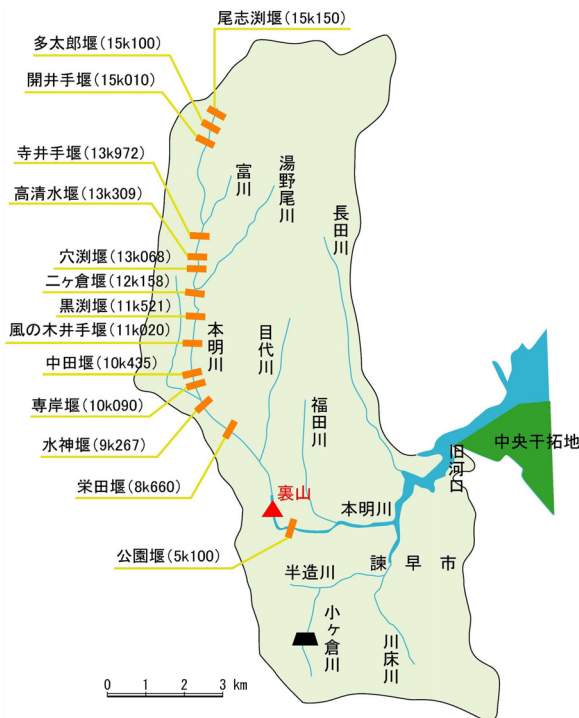 尾志渕堰(15k150)
多太郎堰(15k100)
開井手堰(15k010)
寺井手堰(13k972)
高清水堰(13k309)
穴渕堰(13k068)
二ヶ倉堰(12k158)
黒渕堰(11k521)
風の木井手堰(11k020)
中田堰(10k435)
専岸堰(10k090)
水神堰(9k267)
栄田堰(8k660)
公園堰(5k100)
富川
湯野尾川
長田川
本明川
目代川
福田川
裏山
本明川
旧河口
中央干拓地
諫早市
半造川
小ヶ倉川
川床川
0 1 2 3 km